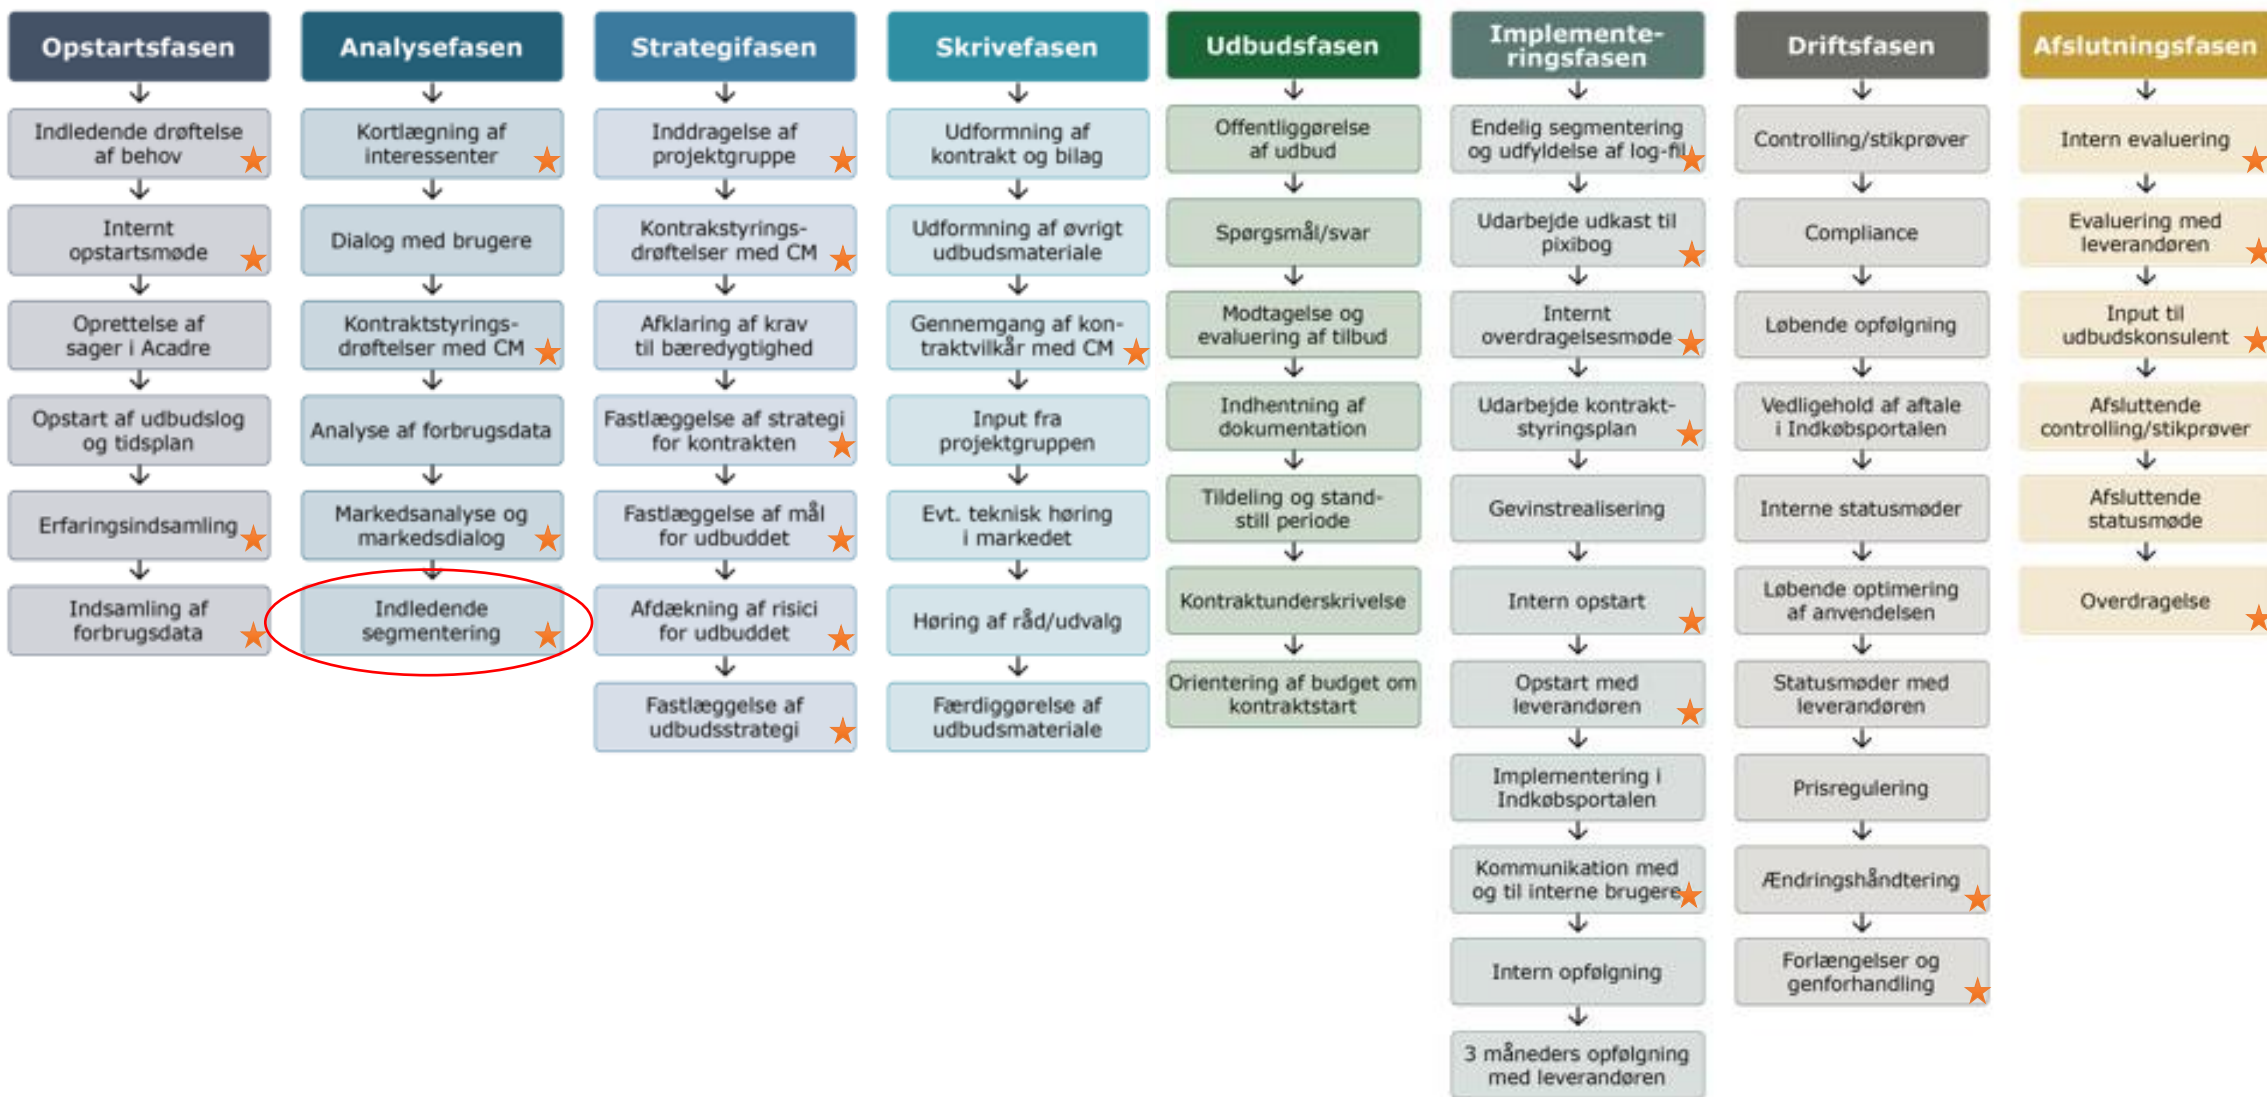 Opstartsfasen
Indledende drøftelse
af behov
Internt
opstartsmøde
Oprettelse af
sager i Acadre
Opstart af udbudslog
og tidsplan
Erfaringsindsamling
Indsamling af
forbrugsdata
Analysefasen
Kortlægning af
interessenter
Dialog med brugere
Kontraktstyrings-
drøftelser med CM
Analyse af forbrugsdata
Markedsanalyse og
markedsdialog
Indledende
segmentering
Strategifasen
Inddragelse af
projektgruppe
Kontrakstyrings-
drøftelser med CM
Afklaring af krav
til bæredygtighed
Fastlæggelse af strategi
for kontrakten
Fastlæggelse af mål
for udbuddet
Afdækning af risici
for udbuddet
Fastlæggelse af
udbudsstrategi
Skrivefasen
Udformning af
kontrakt og bilag
Udformning af øvrigt
udbudsmateriale
Gennemgang af kon-
traktvilkår med CM
Input fra
projektgruppen
Evt. teknisk høring
i markedet
Høring af råd/udvalg
Færdiggørelse af
udbudsmateriale
Udbudsfasen
Offentliggørelse
af udbud
Spørgsmål/svar
Modtagelse og
evaluering af tilbud
Indhentning af
dokumentation
Tildeling og stand-
still periode
Kontraktunderskrivelse
Orientering af budget om
kontraktstart
Implemente-
ringsfasen
Endelig segmentering
og udfyldelse af log-fil
Udarbejde udkast til
pixibog
Internt
overdragelsesmøde
Udarbejde kontrakt-
styringsplan
Gevinstrealisering
Intern opstart
Opstart med
leverandøren
Implementering i
Indkøbsportalen
Kommunikation med
og til interne brugere
Intern opfølgning
3 måneders opfølgning
med leverandøren
Driftsfasen
Controlling/stikprøver
Compliance
Løbende opfølgning
Vedligehold af aftale
i Indkøbsportalen
Interne statusmøder
Løbende optimering
af anvendelsen
Statusmøder med
leverandøren
Prisregulering
Ændringshåndtering
Forlængelser og
genforhandling
Afslutningsfasen
Intern evaluering
Evaluering med
leverandøren
Input til
udbudskonsulent
Afsluttende
controlling/stikprøver
Afsluttende
statusmøde
Overdragelse